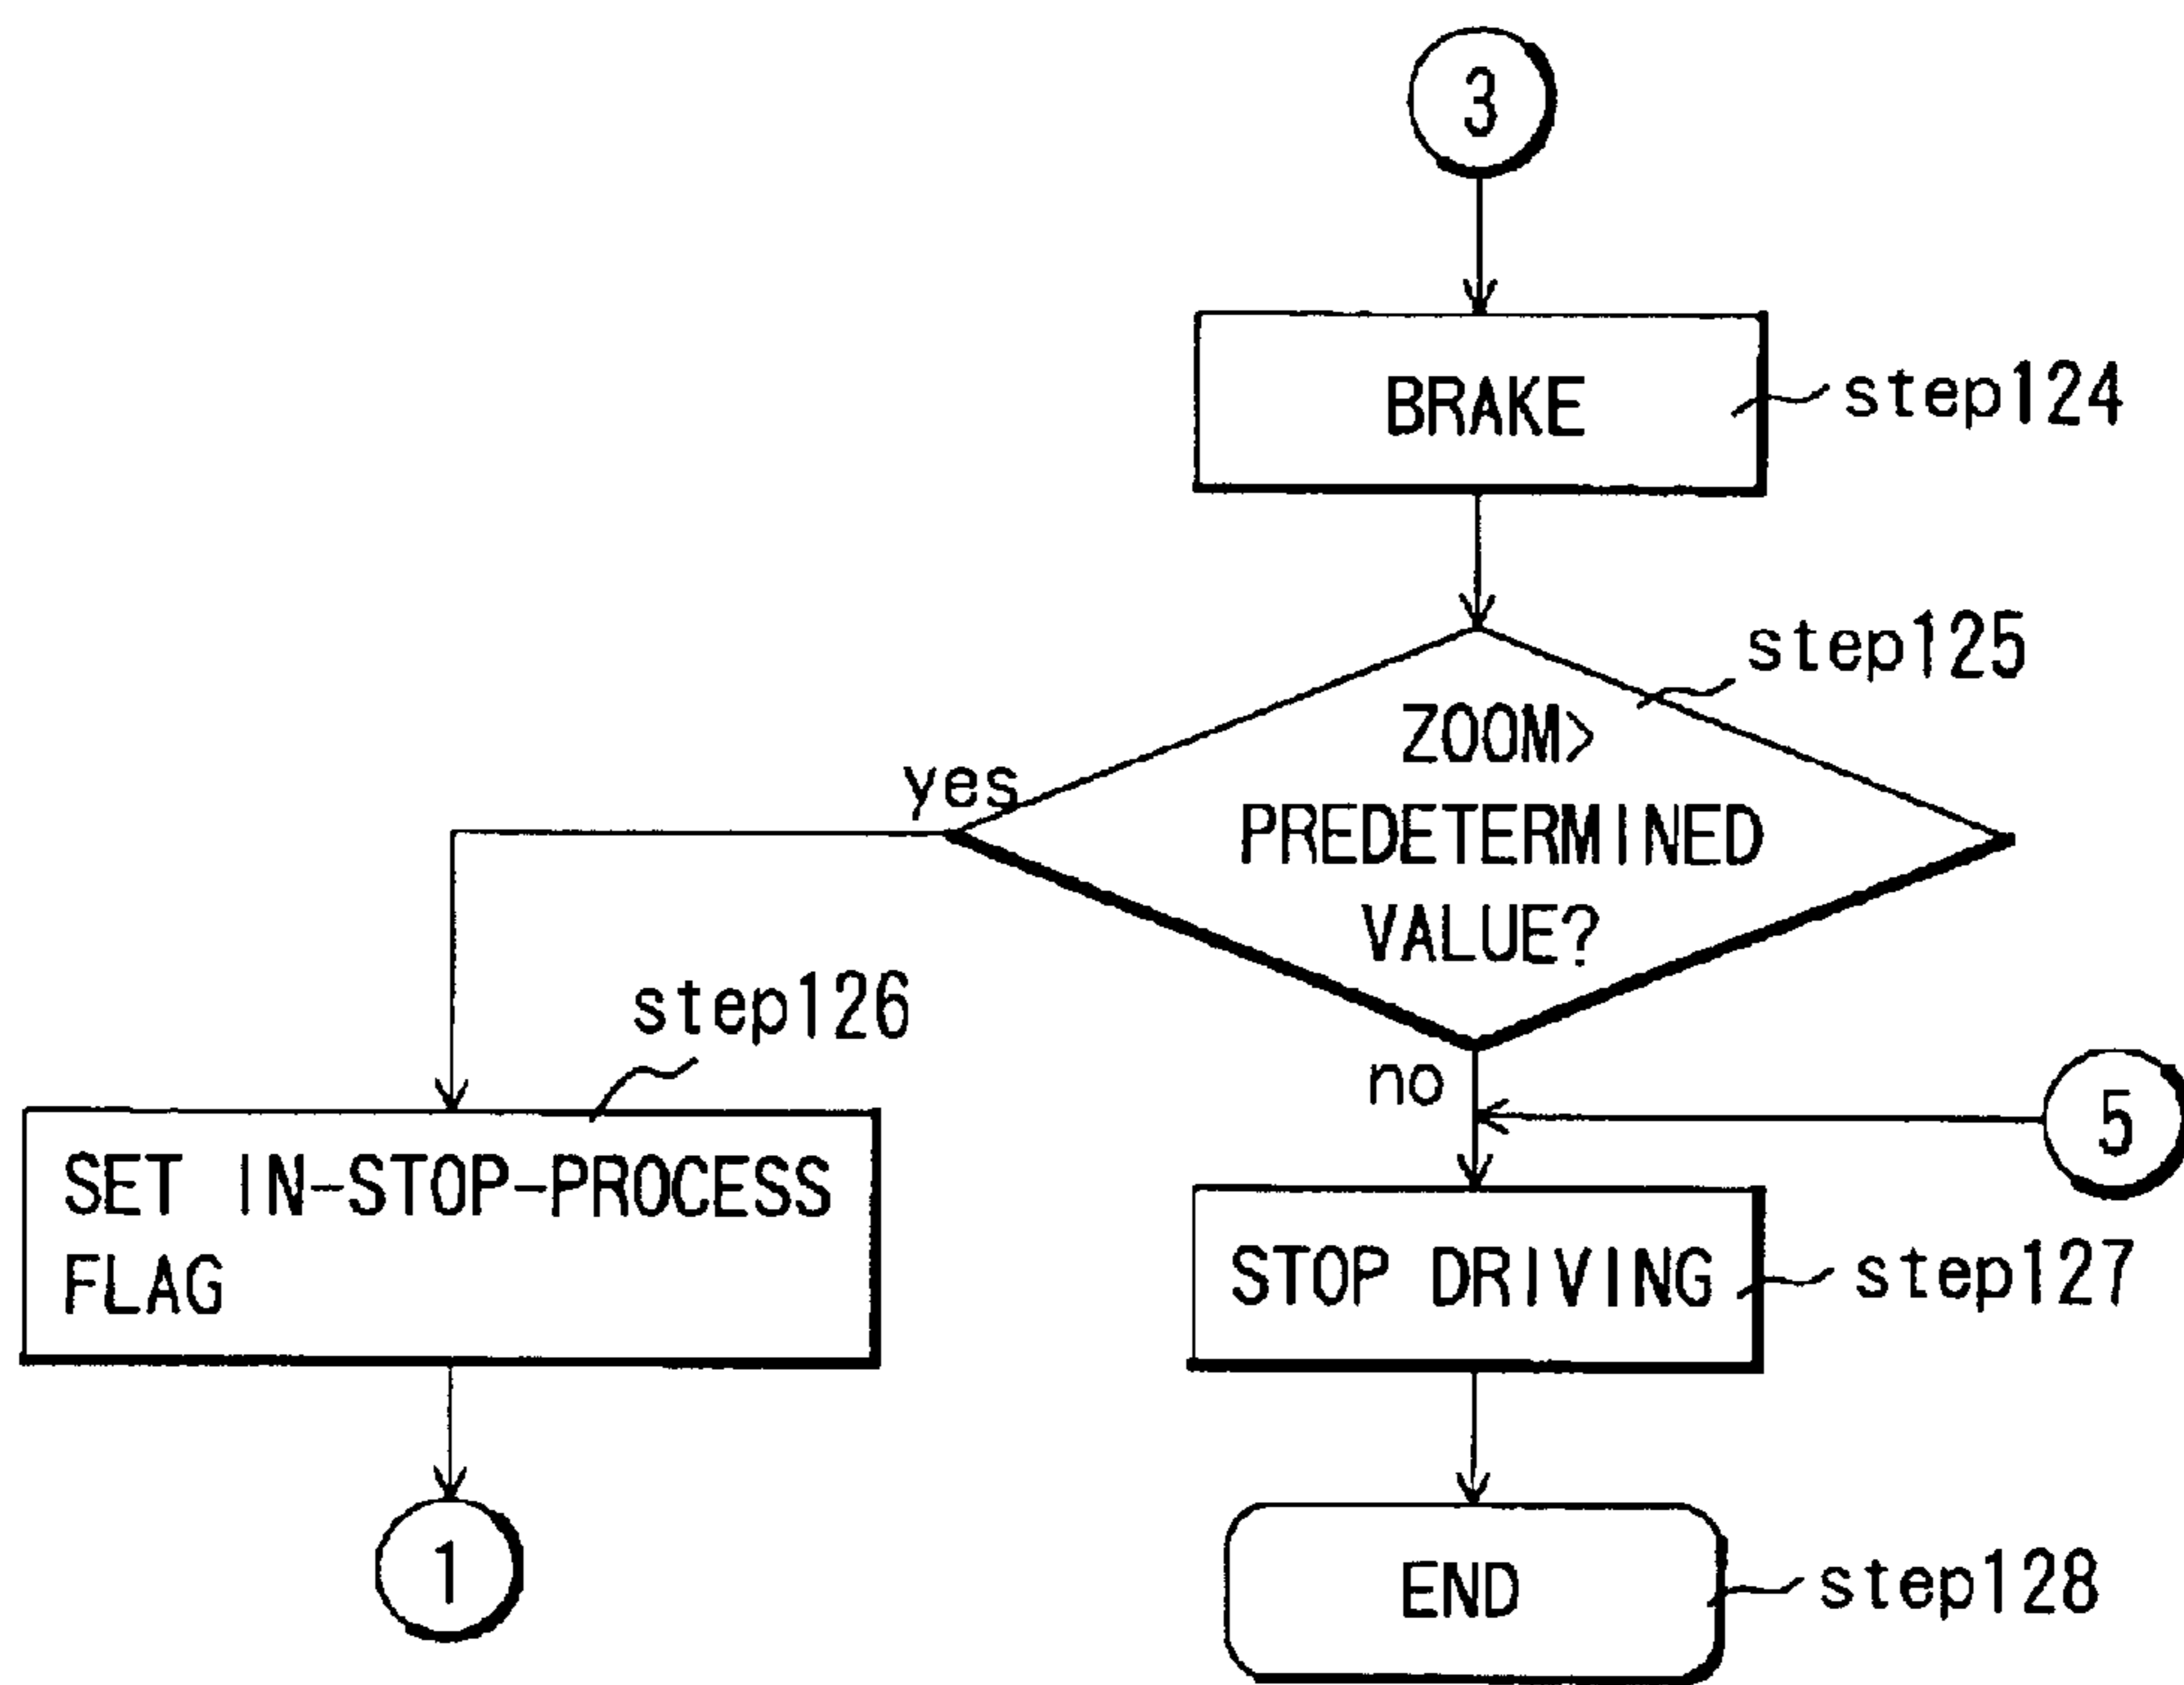 3
BRAKE
step124
step125
ZOOM>
PREDETERMINED
VALUE?
yes
step126
no
5
SET IN-STOP-PROCESS
FLAG
STOP DRIVING
step127
1
END
step128